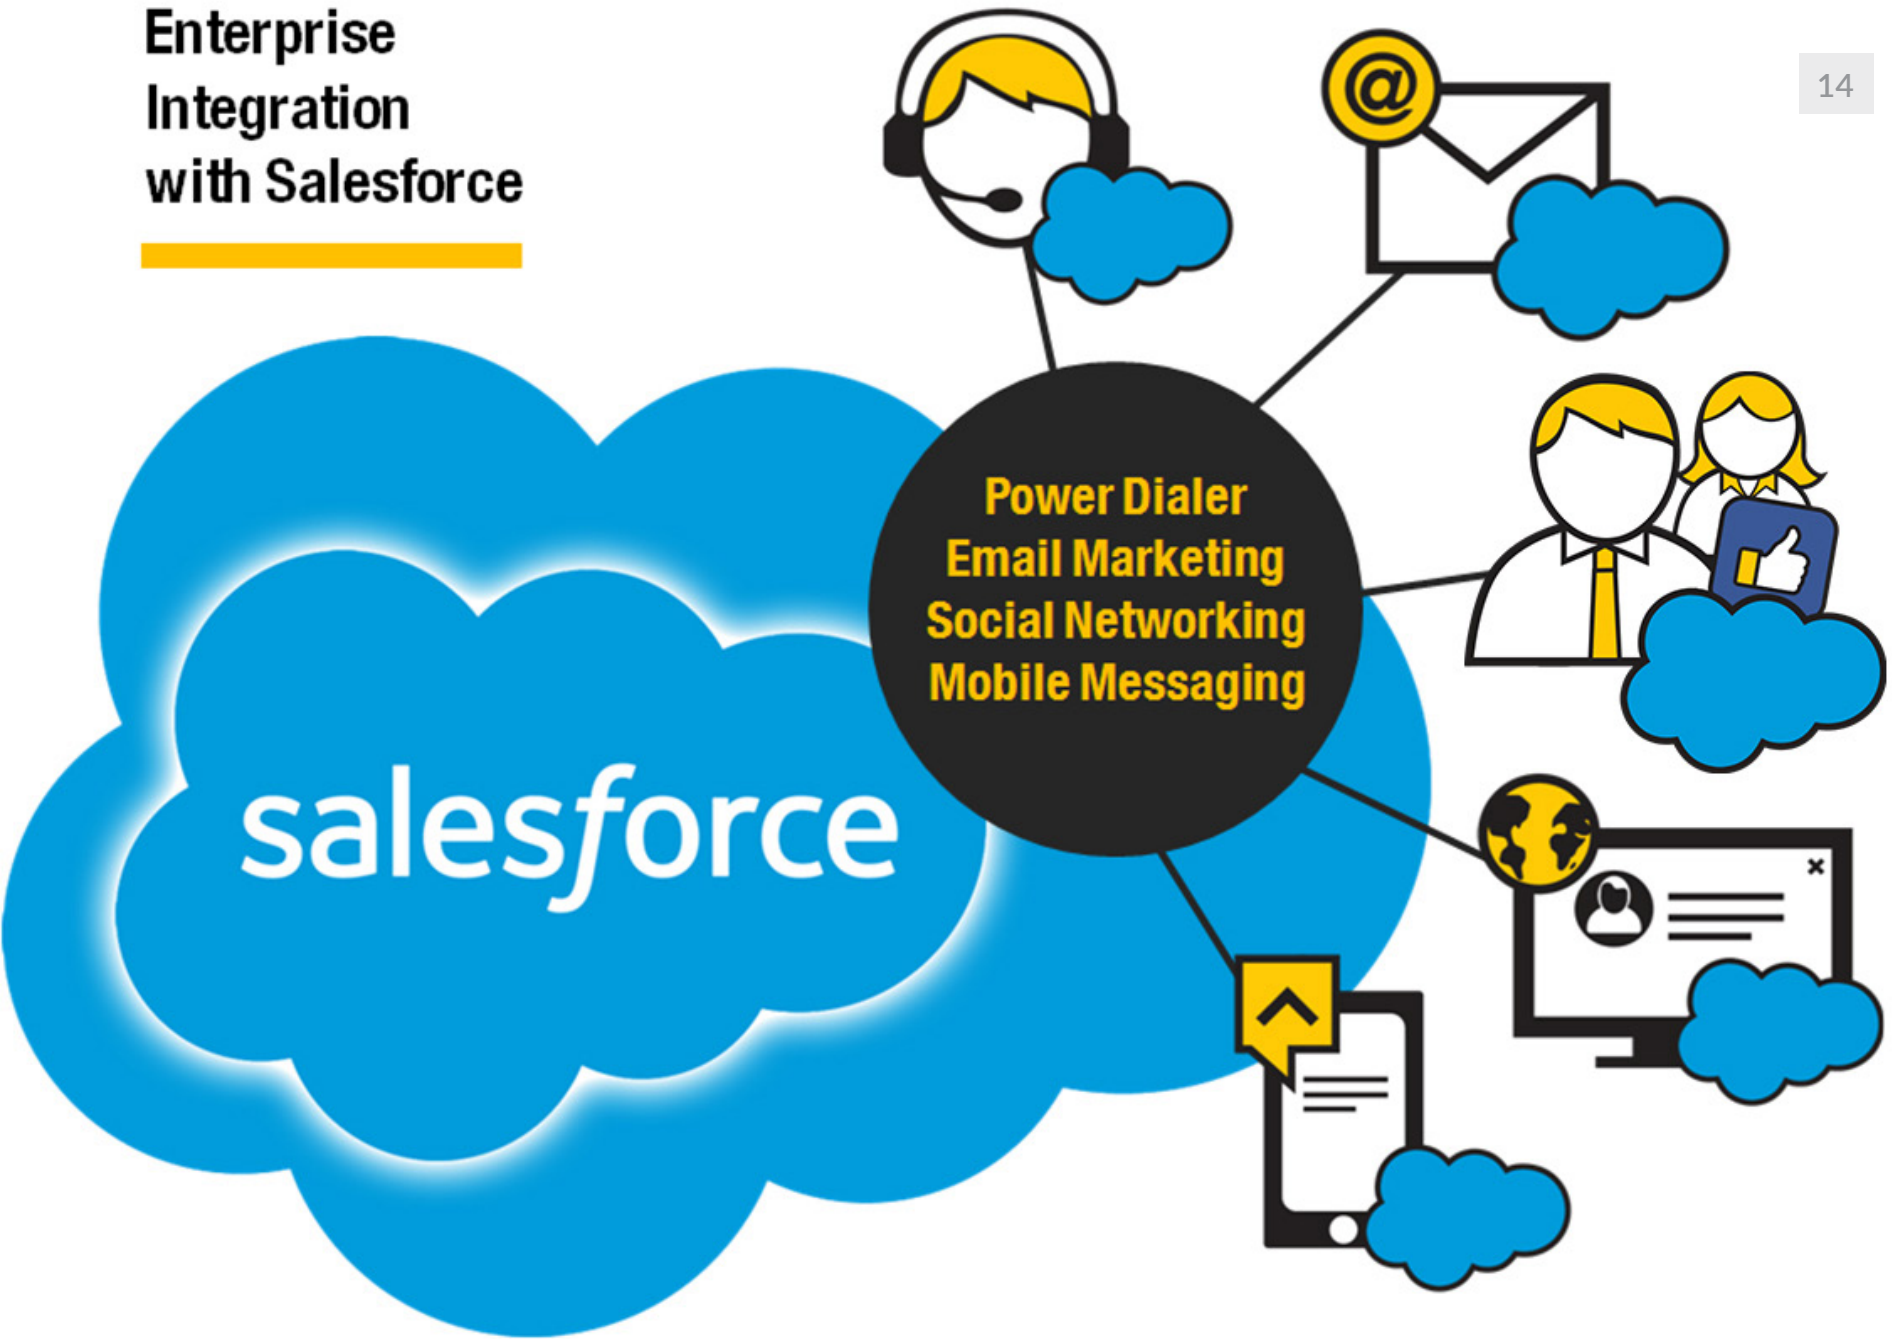 Enterprise
Integration
with Salesforce
14
@
Power Dialer
Email Marketing
Social Networking
Mobile Messaging
salesforce